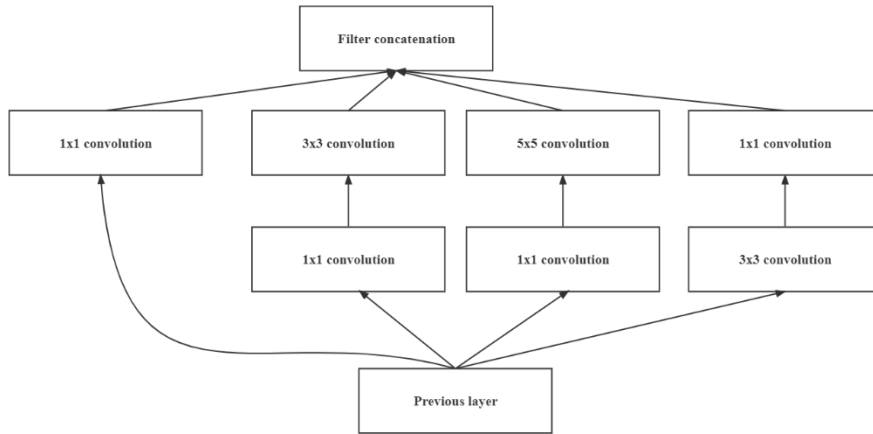 Filter concatenation
1x1 convolution
3x3 convolution
5x5 convolution
1x1 convolution
1x1 convolution
1x1 convolution
3x3 convolution
Previous layer